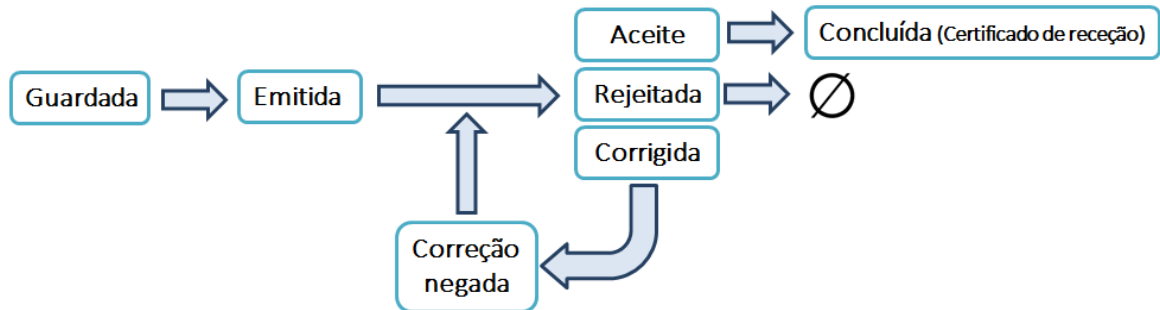 Guardada
Emitida
Aceite
Rejeitada
Corrigida
Concluída (Certificado de receção)
Correção
negada